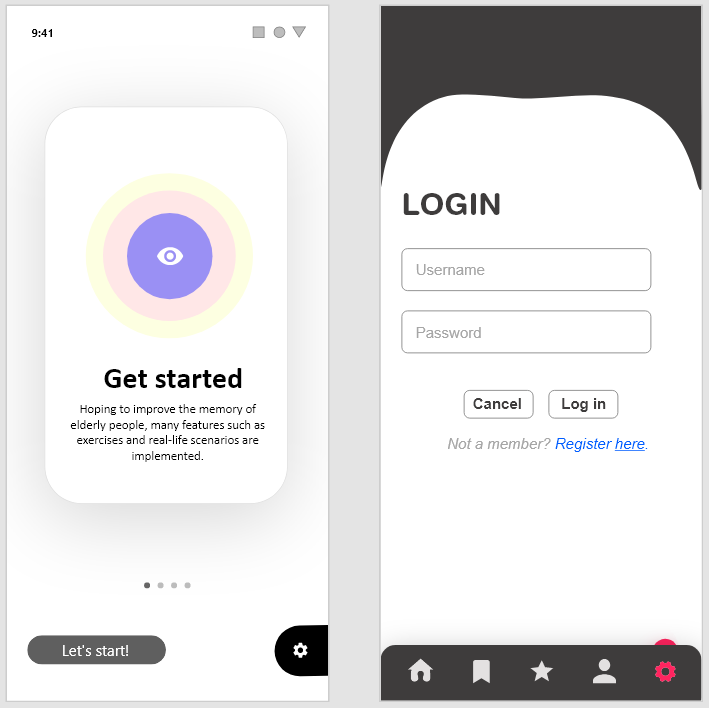 9:41
Get started
Hoping to improve the memory of
elderly people, many features such as
exercises and real-life scenarios are
implemented.
Let's start!
LOGIN
Username
Password
Cancel Log in
Not a member? Register here.